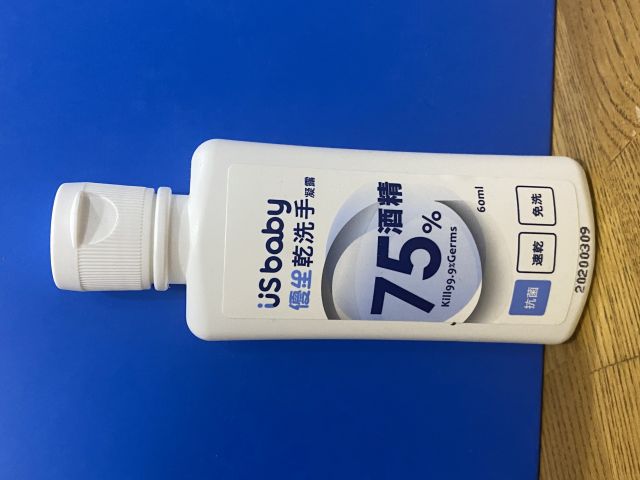 USbaby
優生乾洗手凝露
75%酒精
Kill99.9%Germs
60ml
抗菌 速乾 免洗
20200309